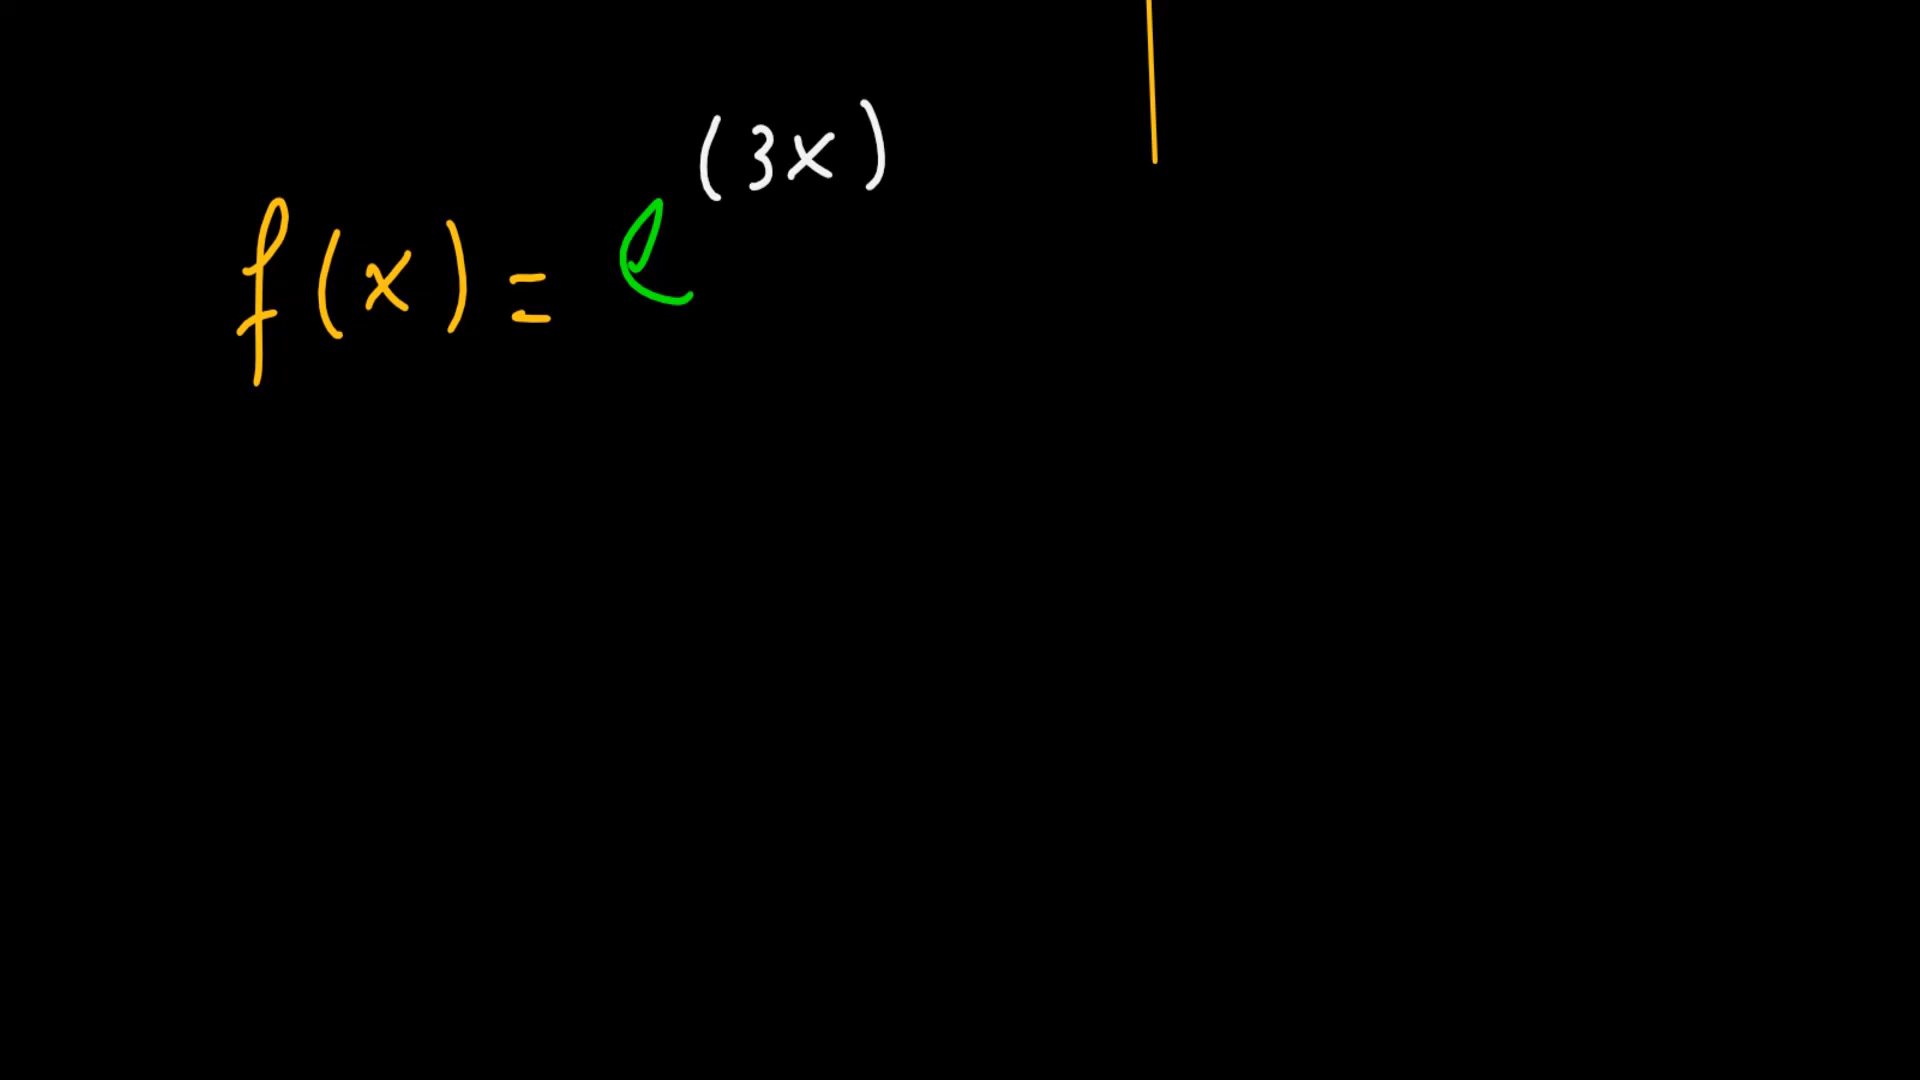 f(x) = e^(3x)